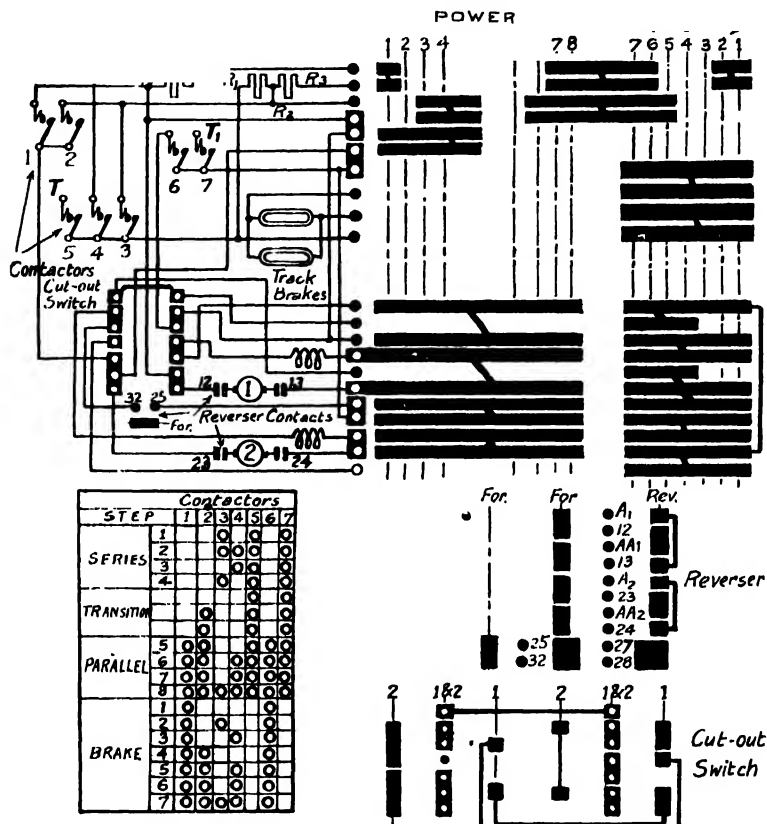 POWER
1 2 3 4 7 8 7 6 5 4 3 2 1
R3
R2
T1
1 2
6 7
T
5 4 3
Contactors
Cut-out
Switch
Track
Brakes
12 1 13
32 25
For.
Reverser Contacts
23 2 24
Contactors
STEP 1 2 3 4 5 6 7
SERIES
1
2
3
4
TRANSITION
PARALLEL
5
6
7
8
BRAKE
1
2
3
4
5
6
7
For. For Rev.
A1
12
AA1
13
A2
23
AA2
24
25 27
32 28
Reverser
2 1&2 1 2 1&2 1
Cut-out
Switch